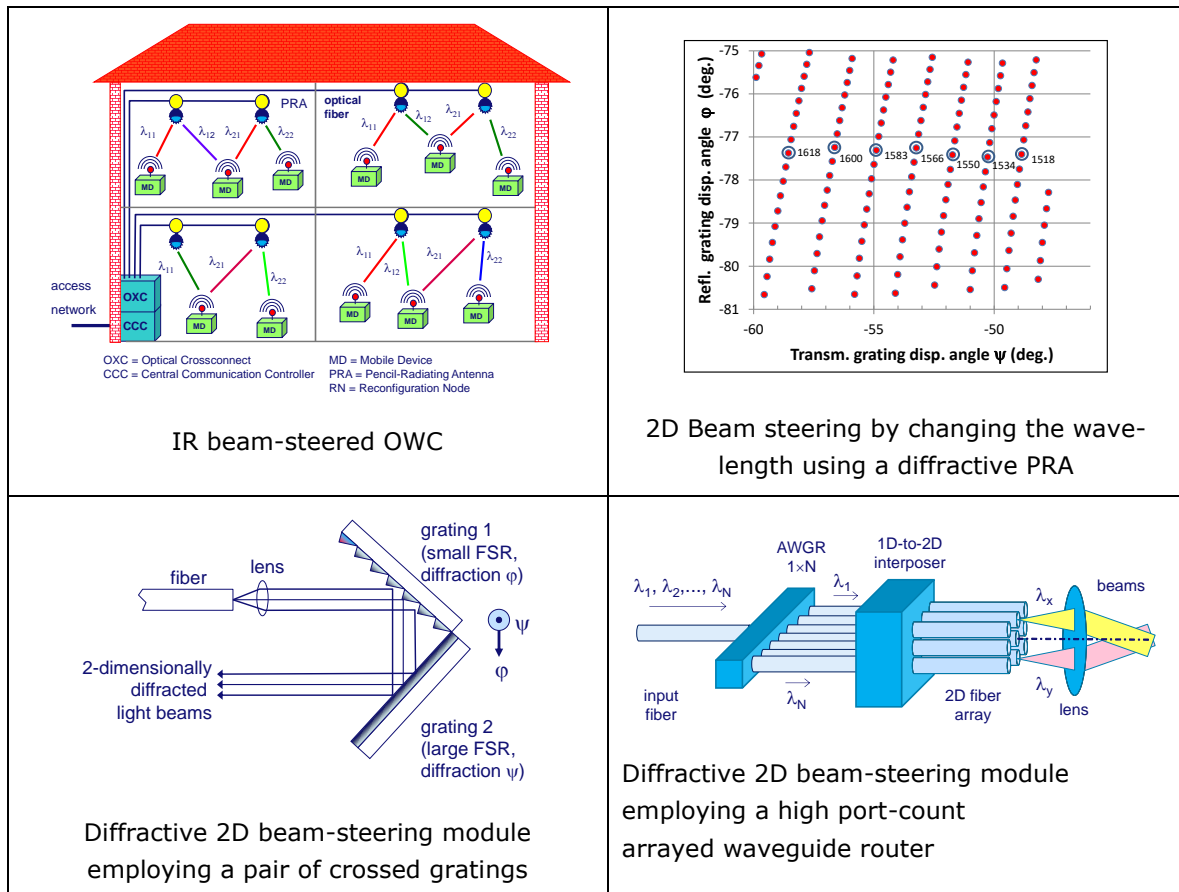 PRA
optical
fiber
λ11
λ12
λ21
λ22
λ11
λ12
λ21
λ22
MD
MD
MD
MD
MD
MD
λ11
λ21
λ22
λ11
λ12
λ21
λ22
MD
MD
MD
MD
MD
MD
access
network
OXC
CCC
OXC = Optical Crossconnect
CCC = Central Communication Controller
MD = Mobile Device
PRA = Pencil-Radiating Antenna
RN = Reconfiguration Node
IR beam-steered OWC
Refl. grating disp. angle φ (deg.)
-75
-76
-77
-78
-79
-80
-81
1618
1600
1583
1566
1550
1534
1518
-60
-55
-50
Transm. grating disp. angle ψ (deg.)
2D Beam steering by changing the wave-
length using a diffractive PRA
fiber
lens
grating 1
(small FSR,
diffraction φ)
ψ
φ
2-dimensionally
diffracted
light beams
grating 2
(large FSR,
diffraction ψ)
Diffractive 2D beam-steering module
employing a pair of crossed gratings
λ1, λ2,..., λN
input
fiber
AWGR
1×N
λ1
λN
1D-to-2D
interposer
2D fiber
array
λx
λy
beams
lens
Diffractive 2D beam-steering module
employing a high port-count
arrayed waveguide router